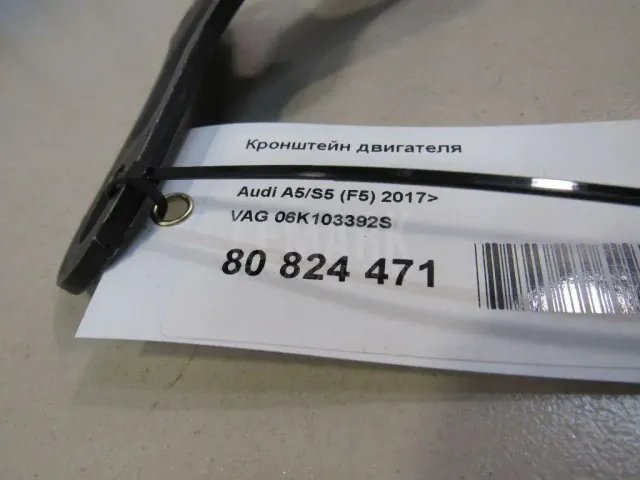 Кронштейн двигателя
Audi A5/S5 (F5) 2017>
VAG 06K103392S
80 824 471